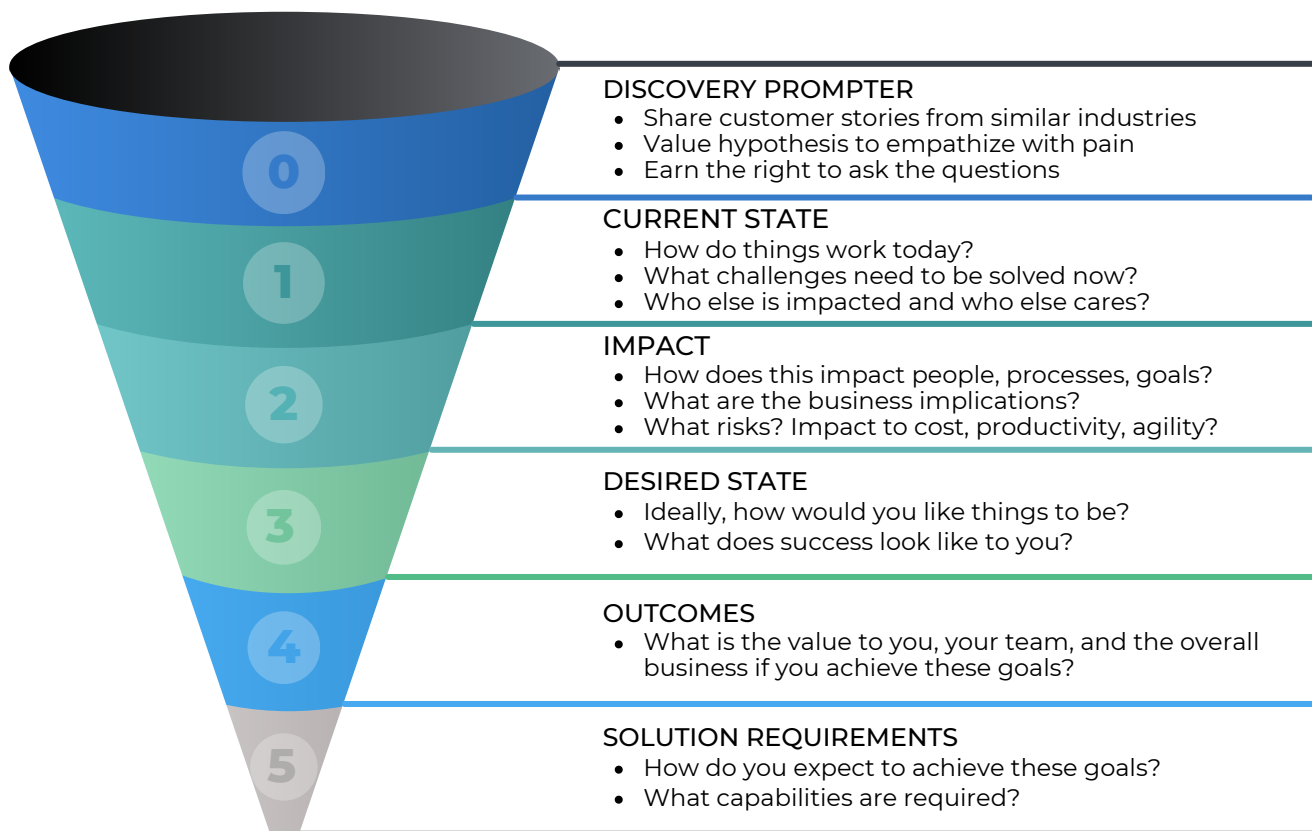 0
DISCOVERY PROMPTER
• Share customer stories from similar industries
• Value hypothesis to empathize with pain
• Earn the right to ask the questions
1
CURRENT STATE
• How do things work today?
• What challenges need to be solved now?
• Who else is impacted and who else cares?
2
IMPACT
• How does this impact people, processes, goals?
• What are the business implications?
• What risks? Impact to cost, productivity, agility?
3
DESIRED STATE
• Ideally, how would you like things to be?
• What does success look like to you?
4
OUTCOMES
• What is the value to you, your team, and the overall
business if you achieve these goals?
5
SOLUTION REQUIREMENTS
• How do you expect to achieve these goals?
• What capabilities are required?